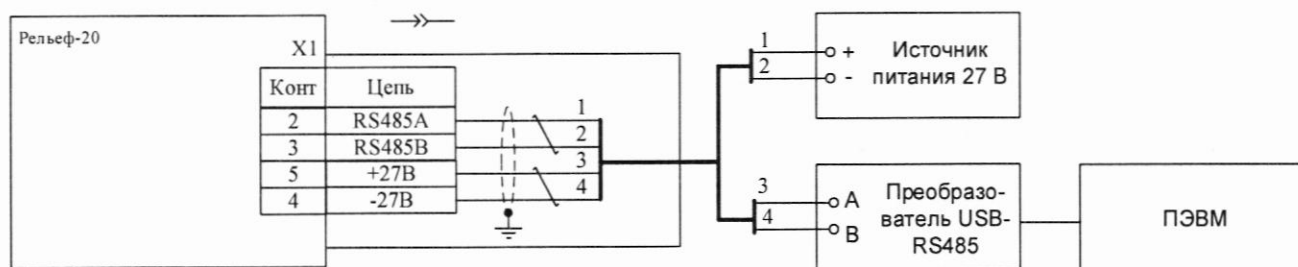 Рельеф-20
X1
Конт Цепь
2 RS485A 1
3 RS485B 2
5 +27В 3
4 -27В 4
1 +
2 -
Источник
питания 27 В
3 A
4 B
Преобразо-
ватель USB-
RS485
ПЭВМ